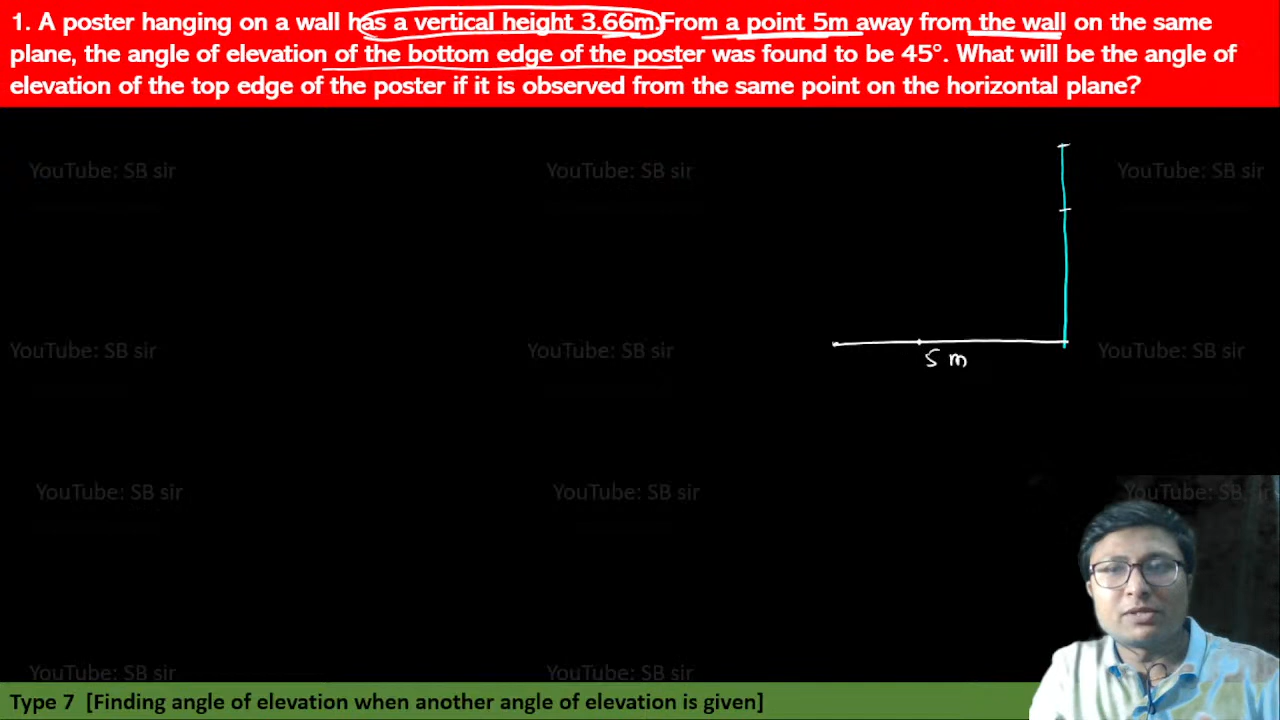 1. A poster hanging on a wall has a vertical height 3.66m.From a point 5m away from the wall on the same
plane, the angle of elevation of the bottom edge of the poster was found to be 45°. What will be the angle of
elevation of the top edge of the poster if it is observed from the same point on the horizontal plane?
YouTube: SB sir YouTube: SB sir YouTube: SB sir
YouTube: SB sir YouTube: SB sir YouTube: SB sir
5 m
YouTube: SB sir YouTube: SB sir YouTube: SB sir
YouTube: SB sir YouTube: SB sir
Type 7 [Finding angle of elevation when another angle of elevation is given]